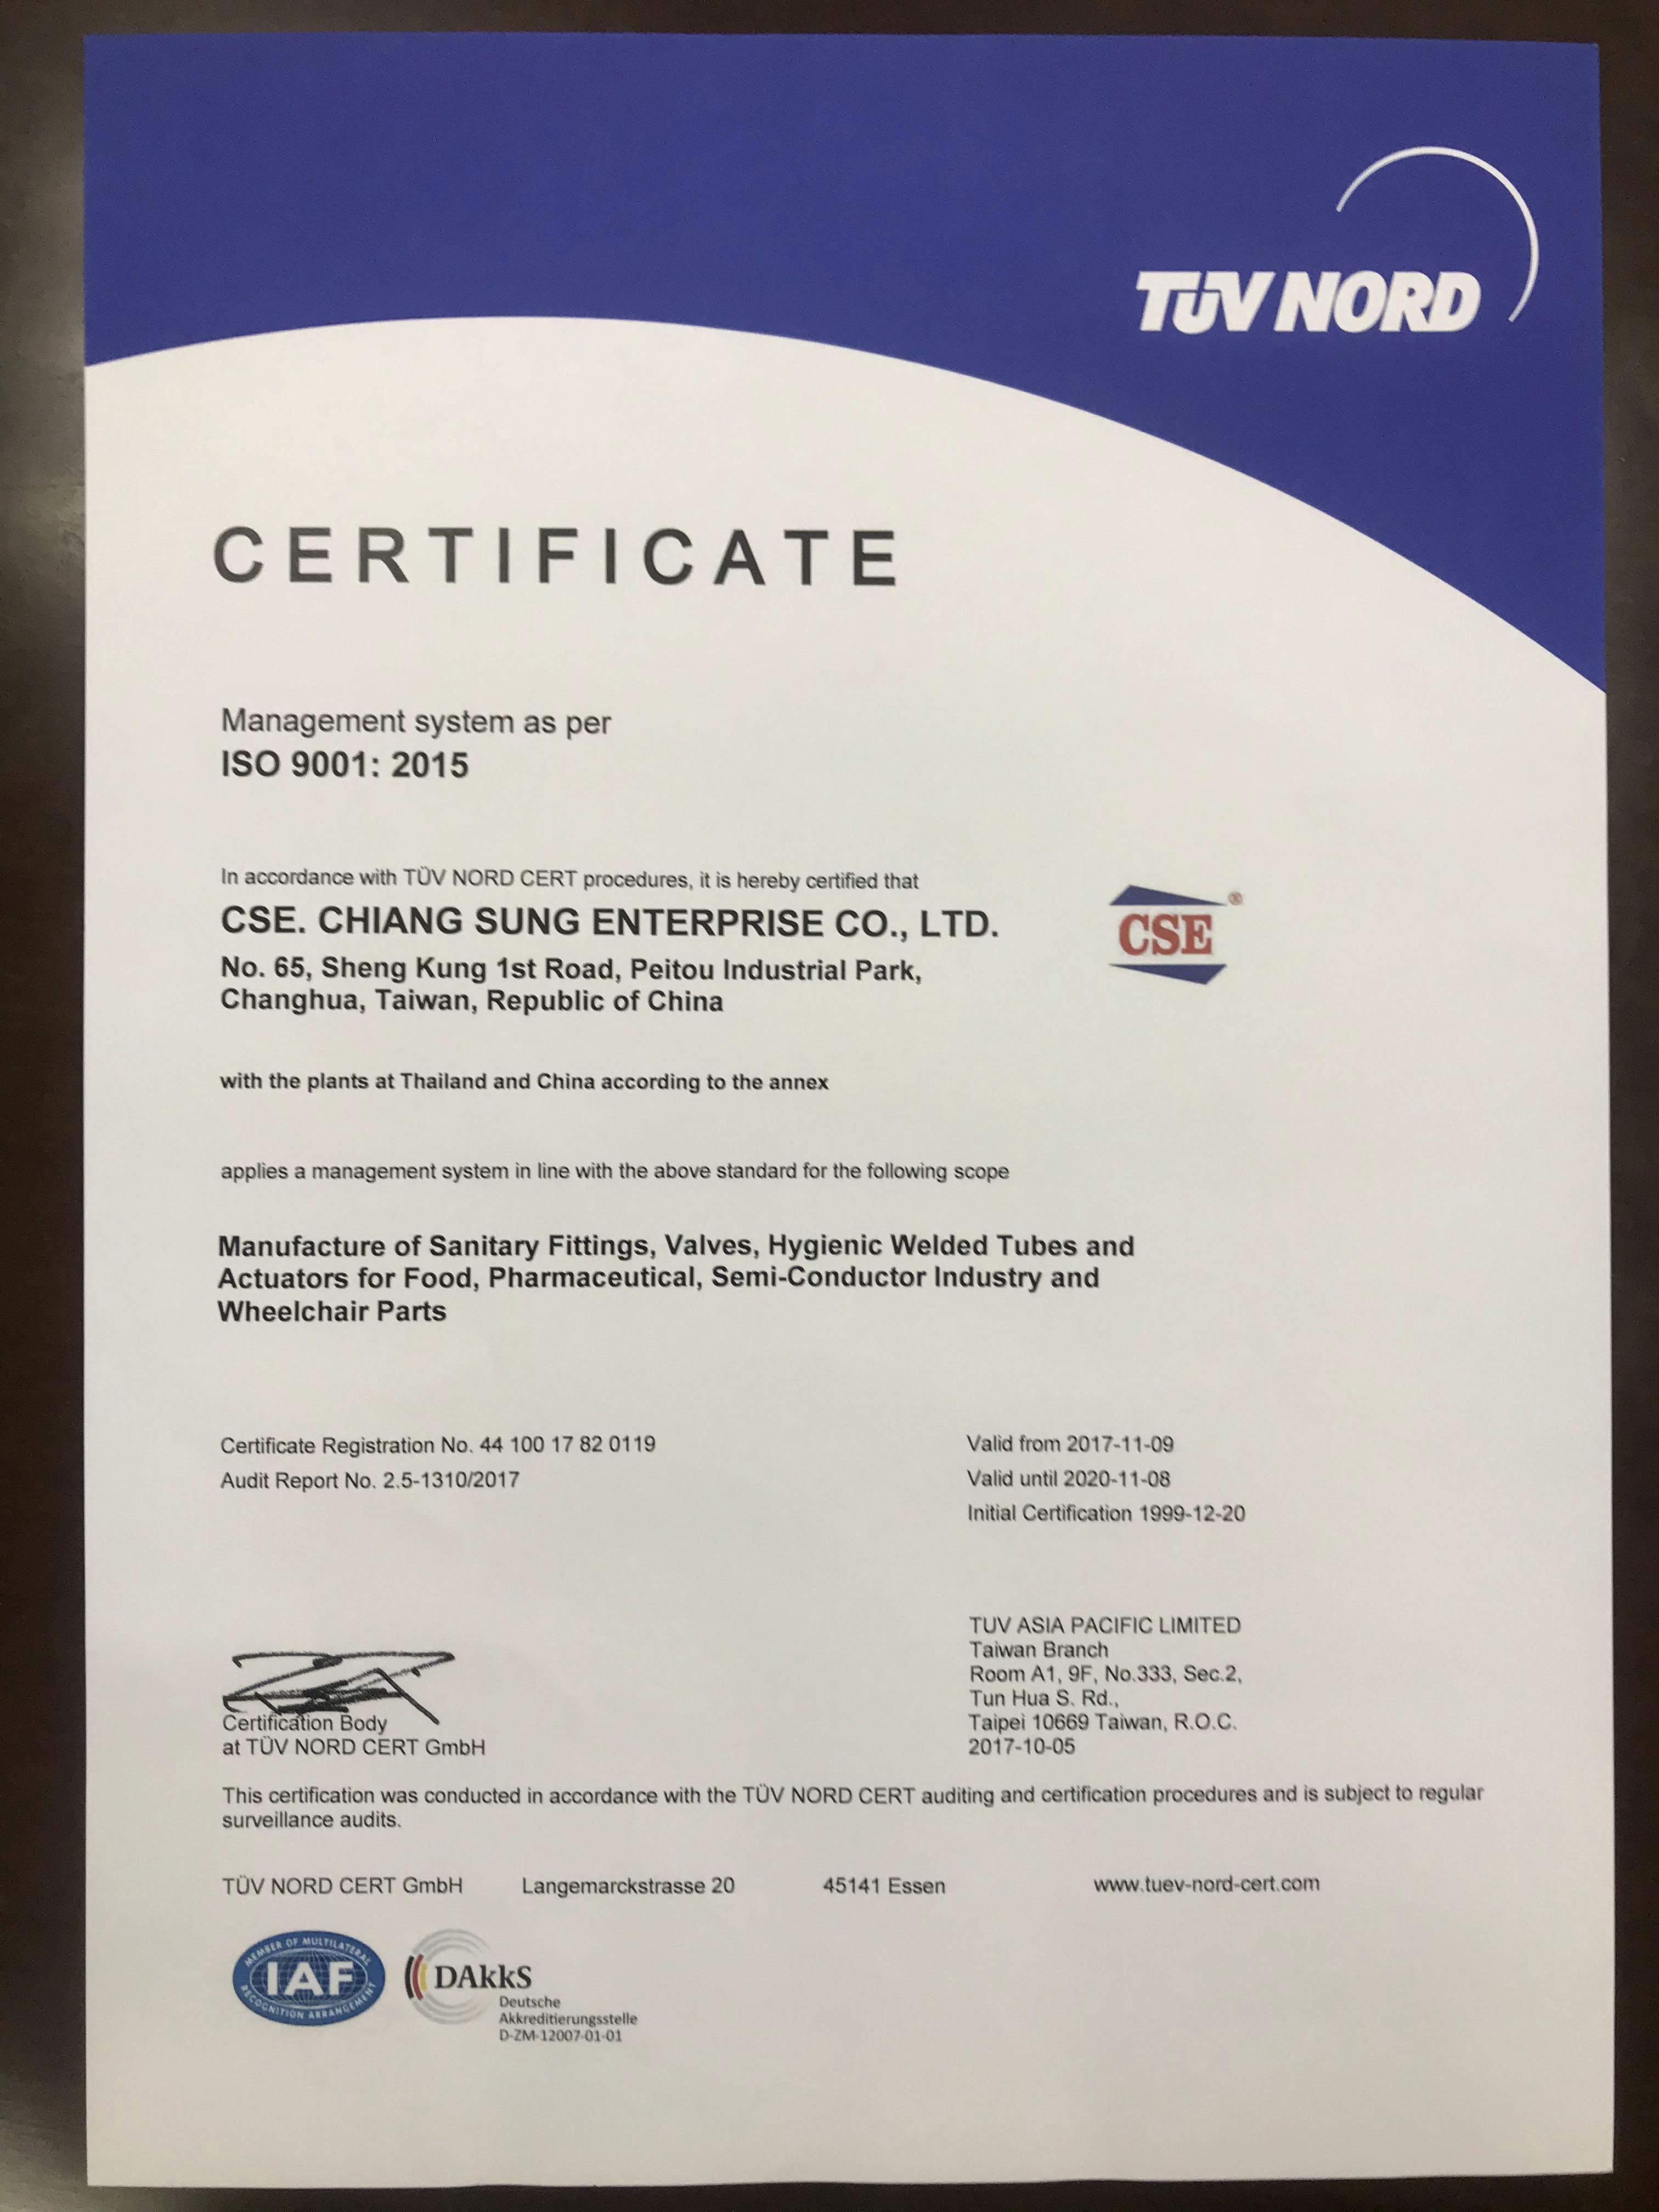 TÜV NORD
CERTIFICATE
Management system as per
ISO 9001: 2015
In accordance with TÜV NORD CERT procedures, it is hereby certified that
CSE. CHIANG SUNG ENTERPRISE CO., LTD.
No. 65, Sheng Kung 1st Road, Peitou Industrial Park,
Changhua, Taiwan, Republic of China
CSE ®
with the plants at Thailand and China according to the annex
applies a management system in line with the above standard for the following scope
Manufacture of Sanitary Fittings, Valves, Hygienic Welded Tubes and
Actuators for Food, Pharmaceutical, Semi-Conductor Industry and
Wheelchair Parts
Certificate Registration No. 44 100 17 82 0119
Audit Report No. 2.5-1310/2017
Valid from 2017-11-09
Valid until 2020-11-08
Initial Certification 1999-12-20
Certification Body
at TÜV NORD CERT GmbH
TUV ASIA PACIFIC LIMITED
Taiwan Branch
Room A1, 9F, No.333, Sec.2,
Tun Hua S. Rd.,
Taipei 10669 Taiwan, R.O.C.
2017-10-05
This certification was conducted in accordance with the TÜV NORD CERT auditing and certification procedures and is subject to regular
surveillance audits.
TÜV NORD CERT GmbH Langemarckstrasse 20 45141 Essen www.tuev-nord-cert.com
MEMBER OF MULTILATERAL
IAF
RECOGNITION ARRANGEMENT
DAkkS
Deutsche
Akkreditierungsstelle
D-ZM-12007-01-01